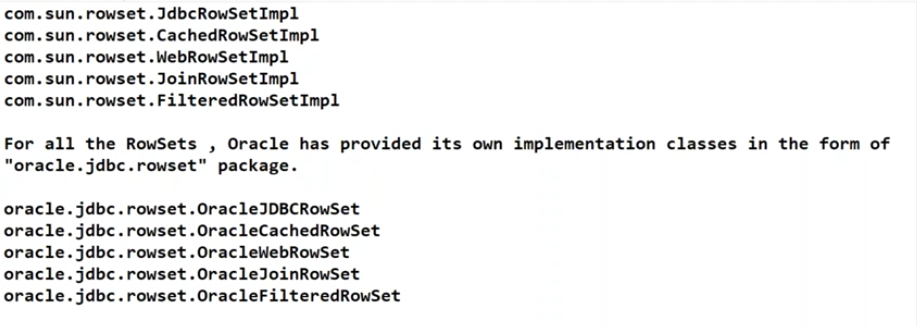 com.sun.rowset.JdbcRowSetImpl
com.sun.rowset.CachedRowSetImpl
com.sun.rowset.WebRowSetImpl
com.sun.rowset.JoinRowSetImpl
com.sun.rowset.FilteredRowSetImpl
For all the RowSets , Oracle has provided its own implementation classes in the form of
"oracle.jdbc.rowset" package.
oracle.jdbc.rowset.OracleJDBCRowSet
oracle.jdbc.rowset.OracleCachedRowSet
oracle.jdbc.rowset.OracleWebRowSet
oracle.jdbc.rowset.OracleJoinRowSet
oracle.jdbc.rowset.OracleFilteredRowSet